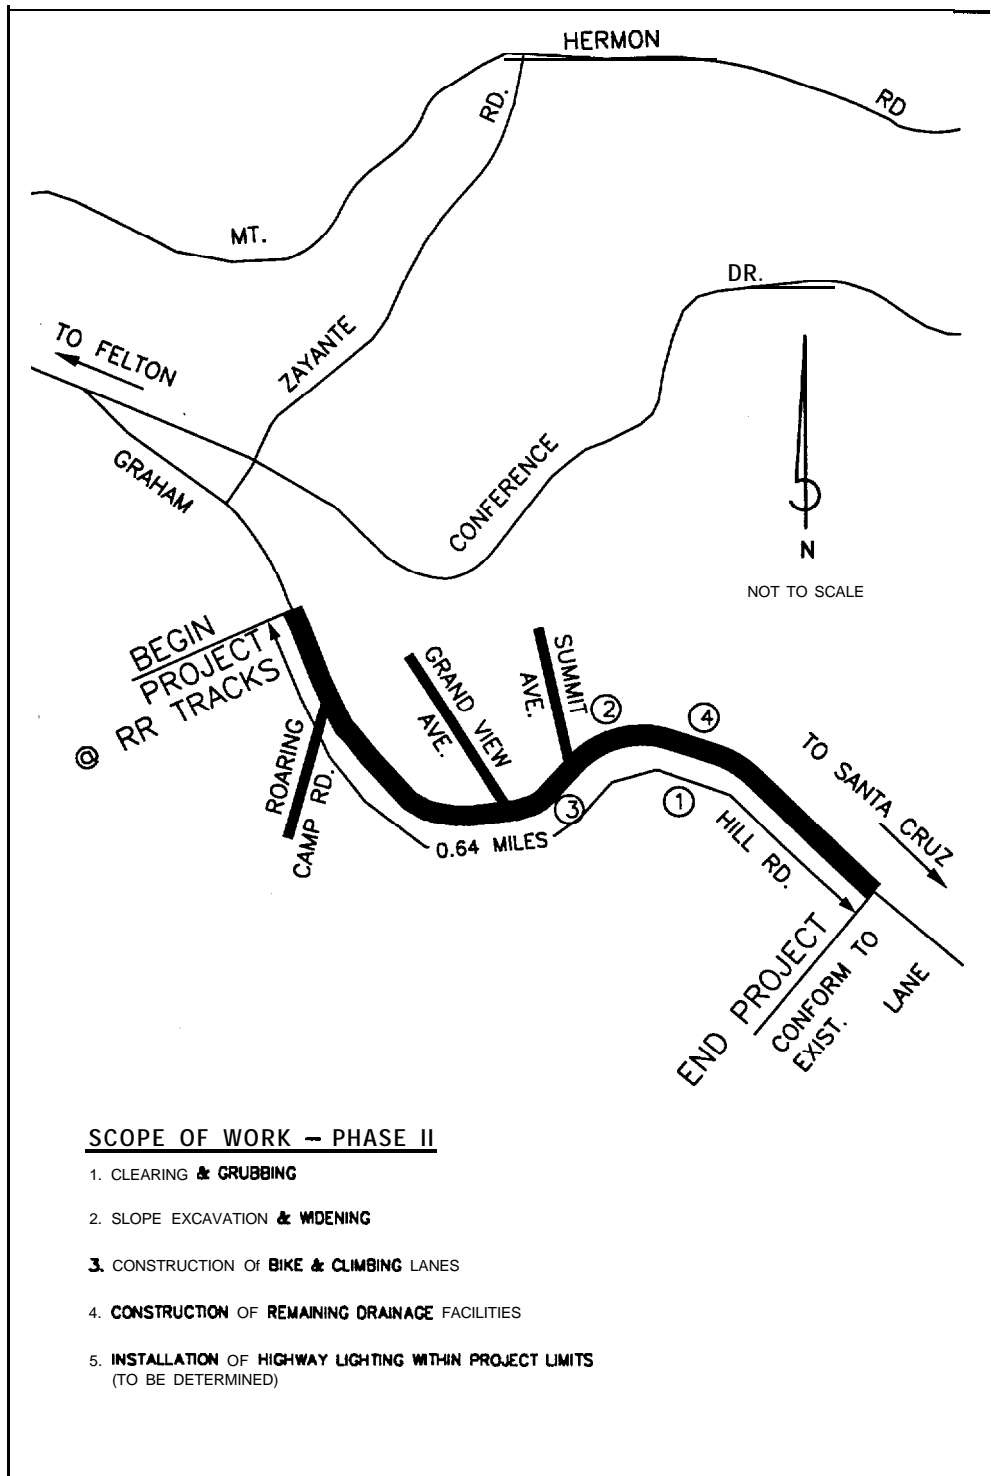 HERMON
RD.
RD
MT.
DR.
TO FELTON
ZAYANTE
GRAHAM
CONFERENCE
N
NOT TO SCALE
BEGIN
PROJECT
@ RR TRACKS
GRAND VIEW
AVE.
SUMMIT
AVE.
2
4
ROARING
CAMP RD.
3
1
0.64 MILES
HILL RD.
TO SANTA CRUZ
END PROJECT
CONFORM TO
EXIST. LANE
SCOPE OF WORK – PHASE II
1. CLEARING & GRUBBING
2. SLOPE EXCAVATION & WIDENING
3. CONSTRUCTION Of BIKE & CLIMBING LANES
4. CONSTRUCTION OF REMAINING DRAINAGE FACILITIES
5. INSTALLATION OF HIGHWAY LIGHTING WITHIN PROJECT LIMITS
(TO BE DETERMINED)